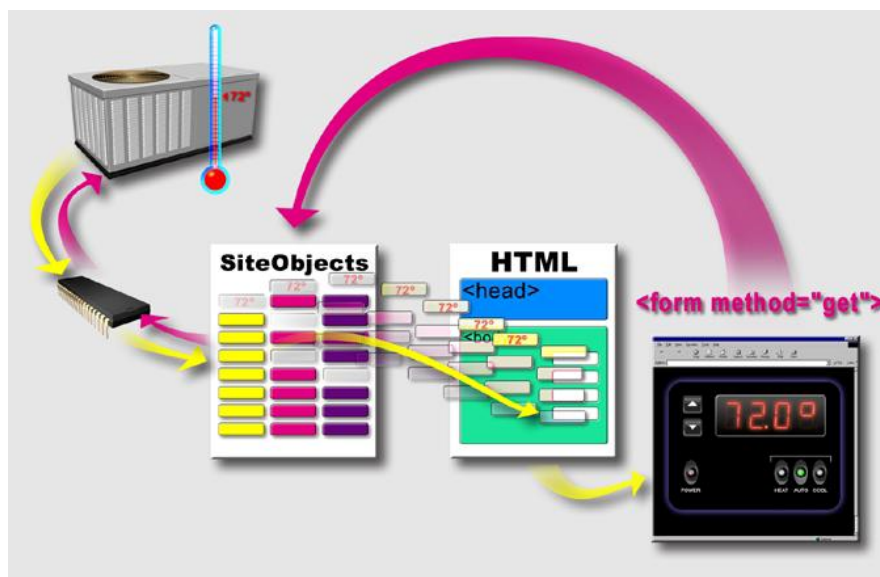 ◄72°
SiteObjects
HTML
72°
72°
72°
72°
72°
72°
72°
<head>
<bo
<form method="get">
72.0°
POWER
HEAT AUTO COOL